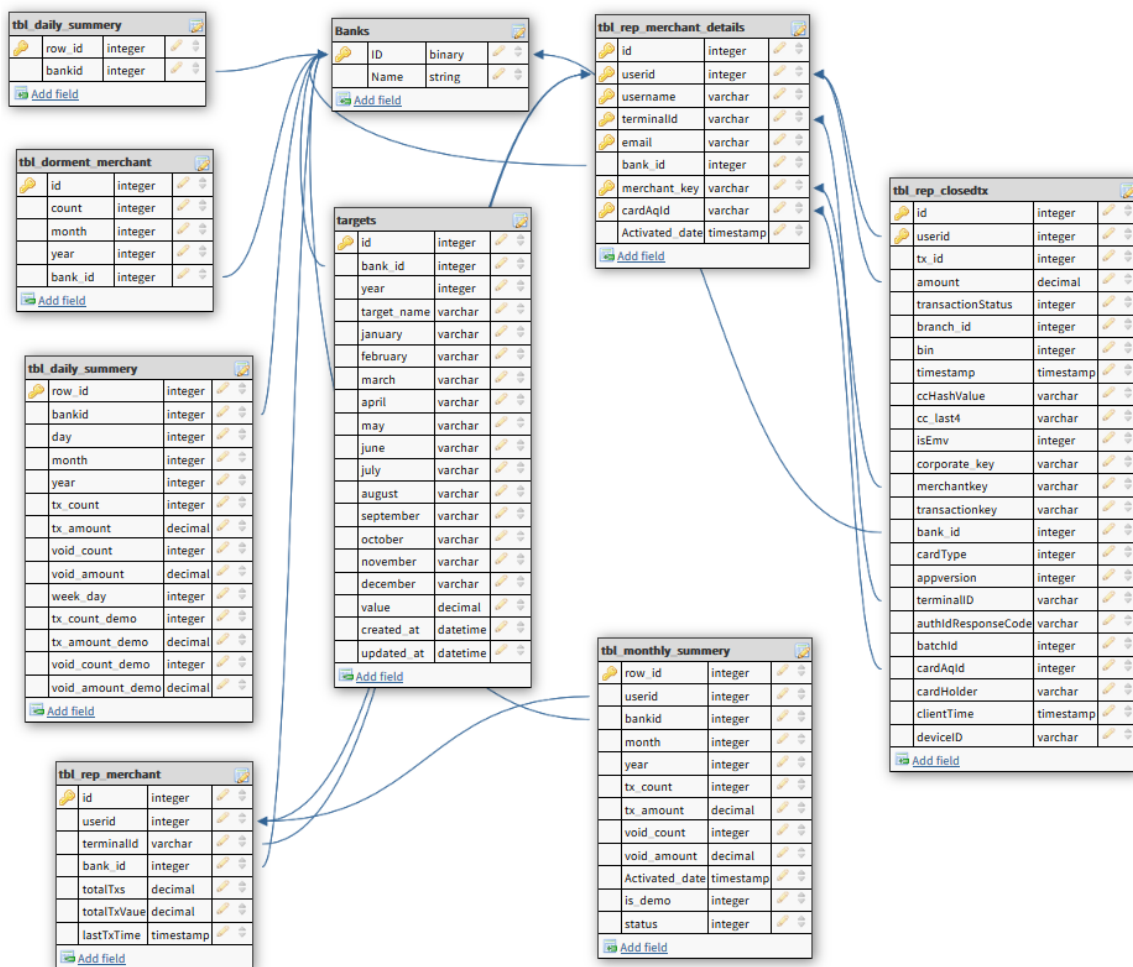 tbl_daily_summery
row_id integer
bankid integer
Add field
Banks
ID binary
Name string
Add field
tbl_rep_merchant_details
id integer
userid integer
username varchar
terminalId varchar
email varchar
bank_id integer
merchant_key varchar
cardAqId varchar
Activated_date timestamp
Add field
tbl_dorment_merchant
id integer
count integer
month integer
year integer
bank_id integer
Add field
targets
id integer
bank_id integer
year integer
target_name varchar
january varchar
february varchar
march varchar
april varchar
may varchar
june varchar
july varchar
august varchar
september varchar
october varchar
november varchar
december varchar
value decimal
created_at datetime
updated_at datetime
Add field
tbl_rep_closedtx
id integer
userid integer
tx_id integer
amount decimal
transactionStatus integer
branch_id integer
bin integer
timestamp timestamp
ccHashValue varchar
cc_last4 varchar
isEmv integer
corporate_key varchar
merchantkey varchar
transactionkey varchar
bank_id integer
cardType integer
appversion integer
terminalID varchar
authIdResponseCode varchar
batchId integer
cardAqId integer
cardHolder varchar
clientTime timestamp
deviceID varchar
Add field
tbl_daily_summery
row_id integer
bankid integer
day integer
month integer
year integer
tx_count integer
tx_amount decimal
void_count integer
void_amount decimal
week_day integer
tx_count_demo integer
tx_amount_demo decimal
void_count_demo integer
void_amount_demo decimal
Add field
tbl_monthly_summery
row_id integer
userid integer
bankid integer
month integer
year integer
tx_count integer
tx_amount decimal
void_count integer
void_amount decimal
Activated_date timestamp
is_demo integer
status integer
Add field
tbl_rep_merchant
id integer
userid integer
terminalId varchar
bank_id integer
totalTxs decimal
totalTxVaue decimal
lastTxTime timestamp
Add field